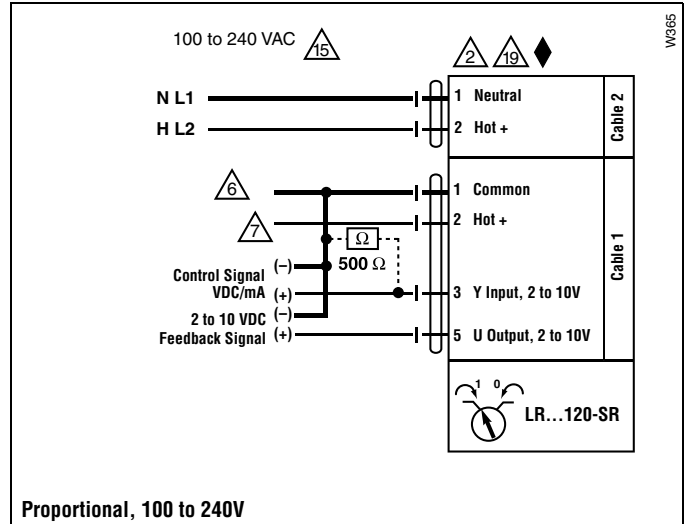 W365
100 to 240 VAC 15
2 19
N L1
1 Neutral
H L2
2 Hot +
Cable 2
6
1 Common
7
2 Hot +
Ω
500 Ω
Control Signal (–)
VDC/mA (+)
3 Y Input, 2 to 10V
2 to 10 VDC (–)
Feedback Signal (+)
5 U Output, 2 to 10V
Cable 1
1 0
LR…120-SR
Proportional, 100 to 240V